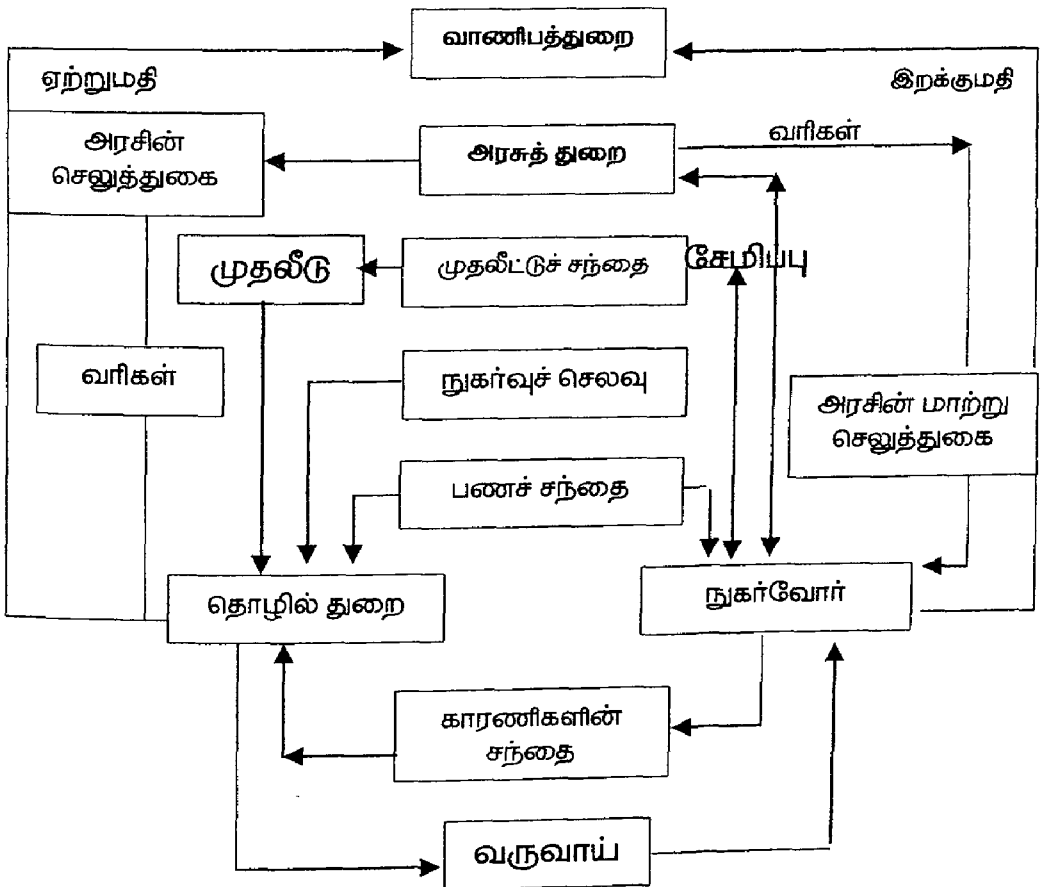 வாணிபத்துறை
ஏற்றுமதி
இறக்குமதி
அரசின்
செலுத்துகை
அரசுத் துறை
வரிகள்
முதலீடு
முதலீட்டுச் சந்தை
சேமிப்பு
வரிகள்
நுகர்வுச் செலவு
அரசின் மாற்று
செலுத்துகை
பணச் சந்தை
தொழில் துறை
நுகர்வோர்
காரணிகளின்
சந்தை
வருவாய்